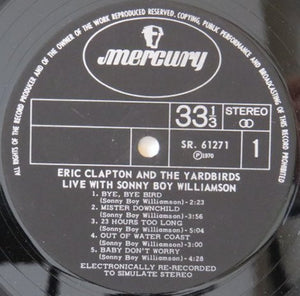 ALL RIGHTS OF THE RECORD PRODUCER AND OF THE OWNER OF THE WORK REPRODUCED RESERVED. COPYING, PUBLIC PERFORMANCE AND BROADCASTING OF THIS RECORD PROHIBITED
mercury
33 1/3
STEREO
SR. 61271
Ⓟ1970
1
ERIC CLAPTON AND THE YARDBIRDS
LIVE WITH SONNY BOY WILLIAMSON
1. BYE, BYE BIRD
(Sonny Boy Williamson) - 2:23
2. MISTER DOWNCHILD
(Sonny Boy Williamson) - 3:56
3. 23 HOURS TOO LONG
(Sonny Boy Williamson) - 5:04
4. OUT OF WATER COAST
(Sonny Boy Williamson) - 3:00
5. BABY DON'T WORRY
(Sonny Boy Williamson) - 4:28
ELECTRONICALLY RE-RECORDED
TO SIMULATE STEREO